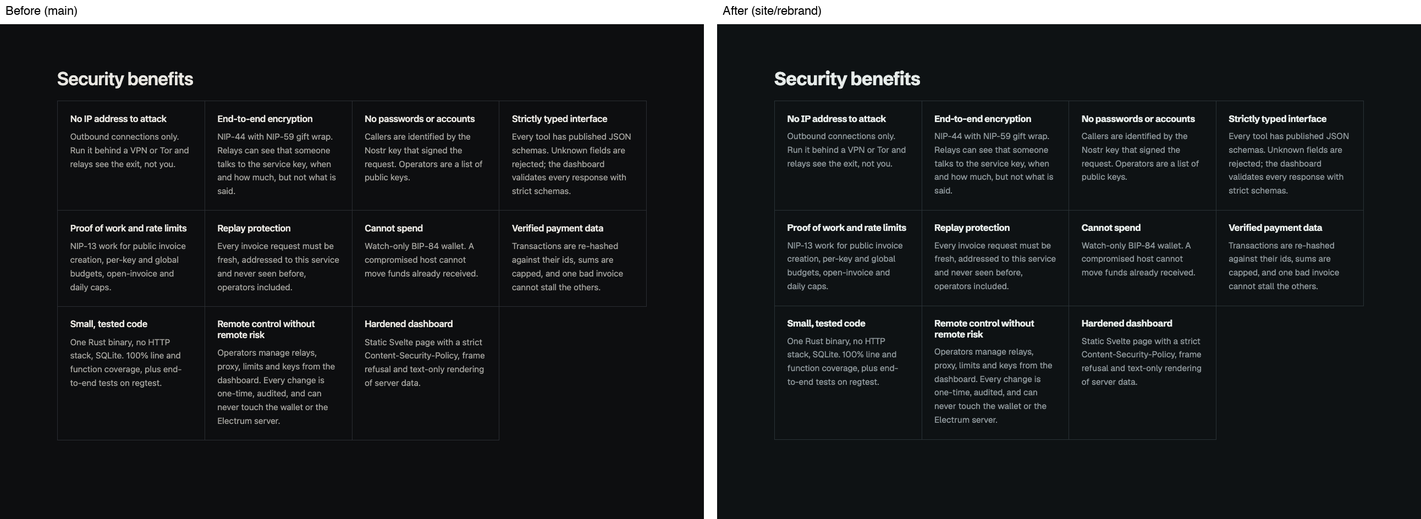 Before (main)
After (site/rebrand)
Security benefits
No IP address to attack
Outbound connections only.
Run it behind a VPN or Tor and
relays see the exit, not you.
End-to-end encryption
NIP-44 with NIP-59 gift wrap.
Relays can see that someone
talks to the service key, when
and how much, but not what is
said.
No passwords or accounts
Callers are identified by the
Nostr key that signed the
request. Operators are a list of
public keys.
Strictly typed interface
Every tool has published JSON
schemas. Unknown fields are
rejected; the dashboard
validates every response with
strict schemas.
Proof of work and rate limits
NIP-13 work for public invoice
creation, per-key and global
budgets, open-invoice and
daily caps.
Replay protection
Every invoice request must be
fresh, addressed to this service
and never seen before,
operators included.
Cannot spend
Watch-only BIP-84 wallet. A
compromised host cannot
move funds already received.
Verified payment data
Transactions are re-hashed
against their ids, sums are
capped, and one bad invoice
cannot stall the others.
Small, tested code
One Rust binary, no HTTP
stack, SQLite. 100% line and
function coverage, plus end-
to-end tests on regtest.
Remote control without
remote risk
Operators manage relays,
proxy, limits and keys from the
dashboard. Every change is
one-time, audited, and can
never touch the wallet or the
Electrum server.
Hardened dashboard
Static Svelte page with a strict
Content-Security-Policy, frame
refusal and text-only rendering
of server data.
Security benefits
No IP address to attack
Outbound connections only.
Run it behind a VPN or Tor and
relays see the exit, not you.
End-to-end encryption
NIP-44 with NIP-59 gift wrap.
Relays can see that someone
talks to the service key, when
and how much, but not what is
said.
No passwords or accounts
Callers are identified by the
Nostr key that signed the
request. Operators are a list of
public keys.
Strictly typed interface
Every tool has published JSON
schemas. Unknown fields are
rejected; the dashboard
validates every response with
strict schemas.
Proof of work and rate limits
NIP-13 work for public invoice
creation, per-key and global
budgets, open-invoice and
daily caps.
Replay protection
Every invoice request must be
fresh, addressed to this service
and never seen before,
operators included.
Cannot spend
Watch-only BIP-84 wallet. A
compromised host cannot
move funds already received.
Verified payment data
Transactions are re-hashed
against their ids, sums are
capped, and one bad invoice
cannot stall the others.
Small, tested code
One Rust binary, no HTTP
stack, SQLite. 100% line and
function coverage, plus end-
to-end tests on regtest.
Remote control without
remote risk
Operators manage relays,
proxy, limits and keys from the
dashboard. Every change is
one-time, audited, and can
never touch the wallet or the
Electrum server.
Hardened dashboard
Static Svelte page with a strict
Content-Security-Policy, frame
refusal and text-only rendering
of server data.